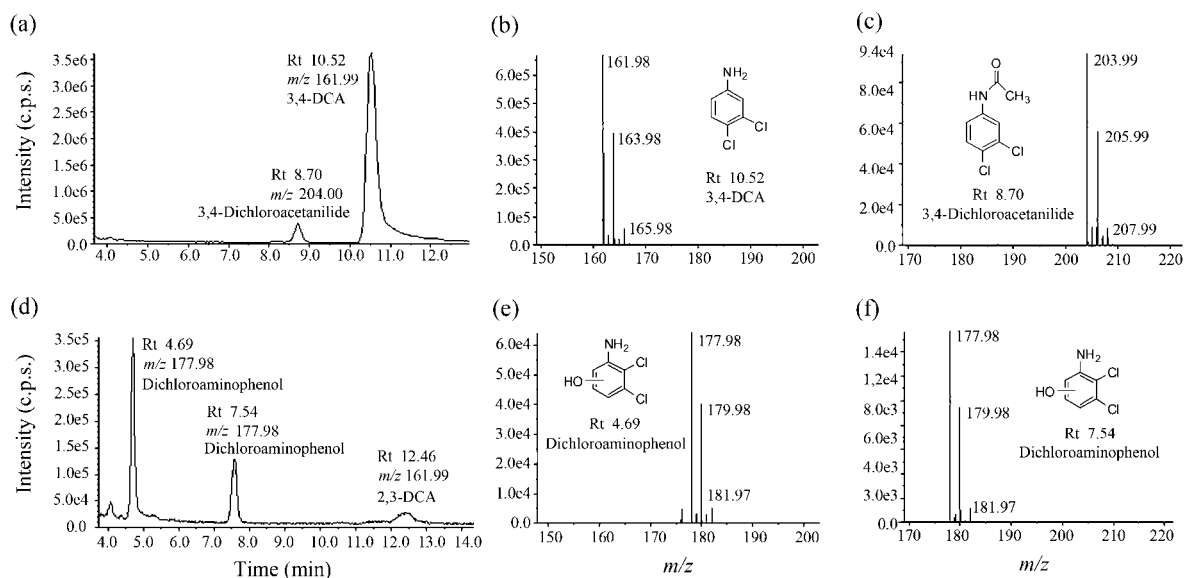 (a)
Intensity (c.p.s.)
3.5e6
3.0e6
2.5e6
2.0e6
1.5e6
1.0e6
5.0e5
0.0
4.0 5.0 6.0 7.0 8.0 9.0 10.0 11.0 12.0
Rt 10.52
m/z 161.99
3,4-DCA
Rt 8.70
m/z 204.00
3,4-Dichloroacetanilide
(b)
6.0e5
5.0e5
4.0e5
3.0e5
2.0e5
1.0e5
0.0
150 160 170 180 190 200
161.98
163.98
165.98
NH2
Cl
Cl
Rt 10.52
3,4-DCA
(c)
9.4e4
8.0e4
6.0e4
4.0e4
2.0e4
0.0
170 180 190 200 210 220
203.99
205.99
207.99
O
HN
CH3
Cl
Cl
Rt 8.70
3,4-Dichloroacetanilide
(d)
Intensity (c.p.s.)
3.5e5
3.0e5
2.5e5
2.0e5
1.5e5
1.0e5
5.0e4
0.0
4.0 5.0 6.0 7.0 8.0 9.0 10.0 11.0 12.0 13.0 14.0
Time (min)
Rt 4.69
m/z 177.98
Dichloroaminophenol
Rt 7.54
m/z 177.98
Dichloroaminophenol
Rt 12.46
m/z 161.99
2,3-DCA
(e)
6.0e4
5.0e4
4.0e4
3.0e4
2.0e4
1.0e4
0.0
150 160 170 180 190 200
m/z
177.98
179.98
181.97
NH2
Cl
HO
Cl
Rt 4.69
Dichloroaminophenol
(f)
1.4e4
1,2e4
8.0e3
6.0e3
3.0e3
0.0
170 180 190 200 210 220
m/z
177.98
179.98
181.97
NH2
Cl
HO
Cl
Rt 7.54
Dichloroaminophenol